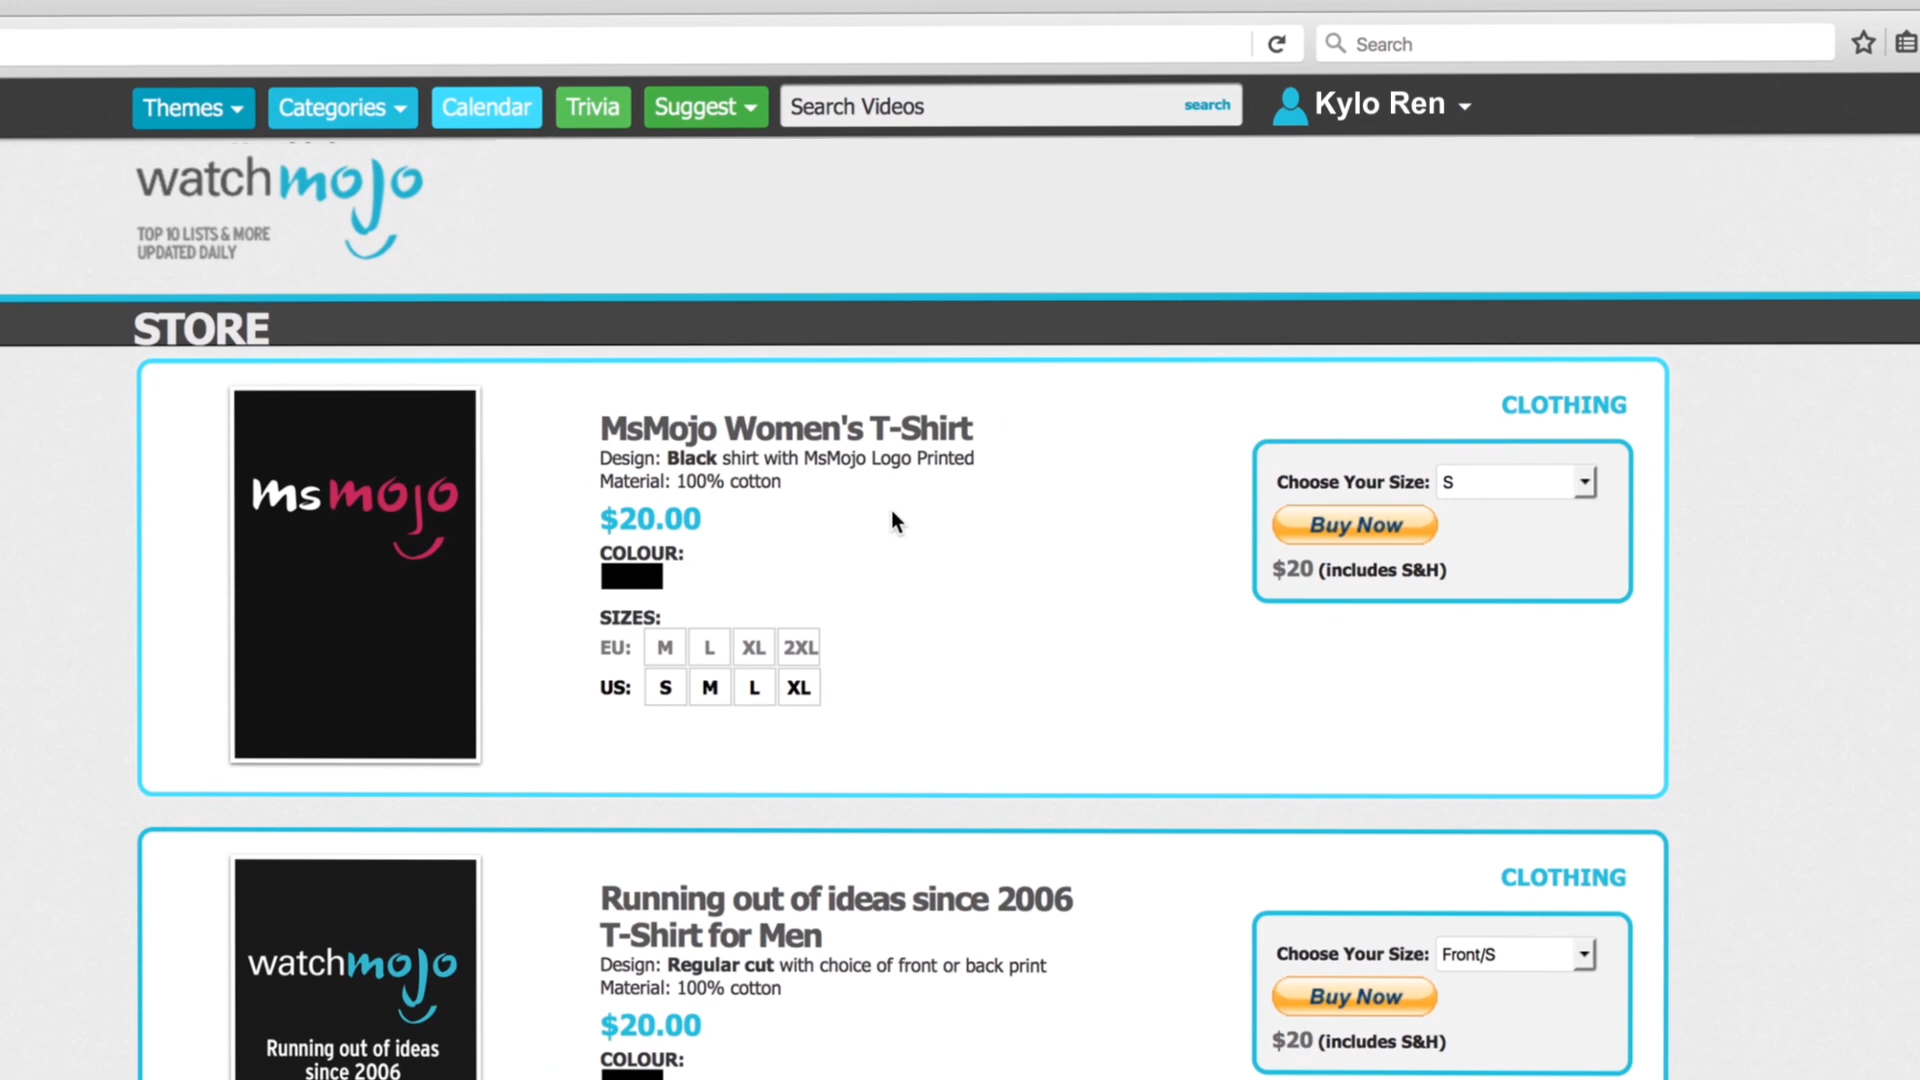 Search
Themes
Categories
Calendar
Trivia
Suggest
Search Videos
search
Kylo Ren
watchmojo
TOP 10 LISTS & MORE
UPDATED DAILY
STORE
msmojo
MsMojo Women's T-Shirt
Design: Black shirt with MsMojo Logo Printed
Material: 100% cotton
$20.00
COLOUR:
SIZES:
EU: M L XL 2XL
US: S M L XL
CLOTHING
Choose Your Size: S
Buy Now
$20 (includes S&H)
watchmojo
Running out of ideas
since 2006
Running out of ideas since 2006
T-Shirt for Men
Design: Regular cut with choice of front or back print
Material: 100% cotton
$20.00
COLOUR:
CLOTHING
Choose Your Size: Front/S
Buy Now
$20 (includes S&H)